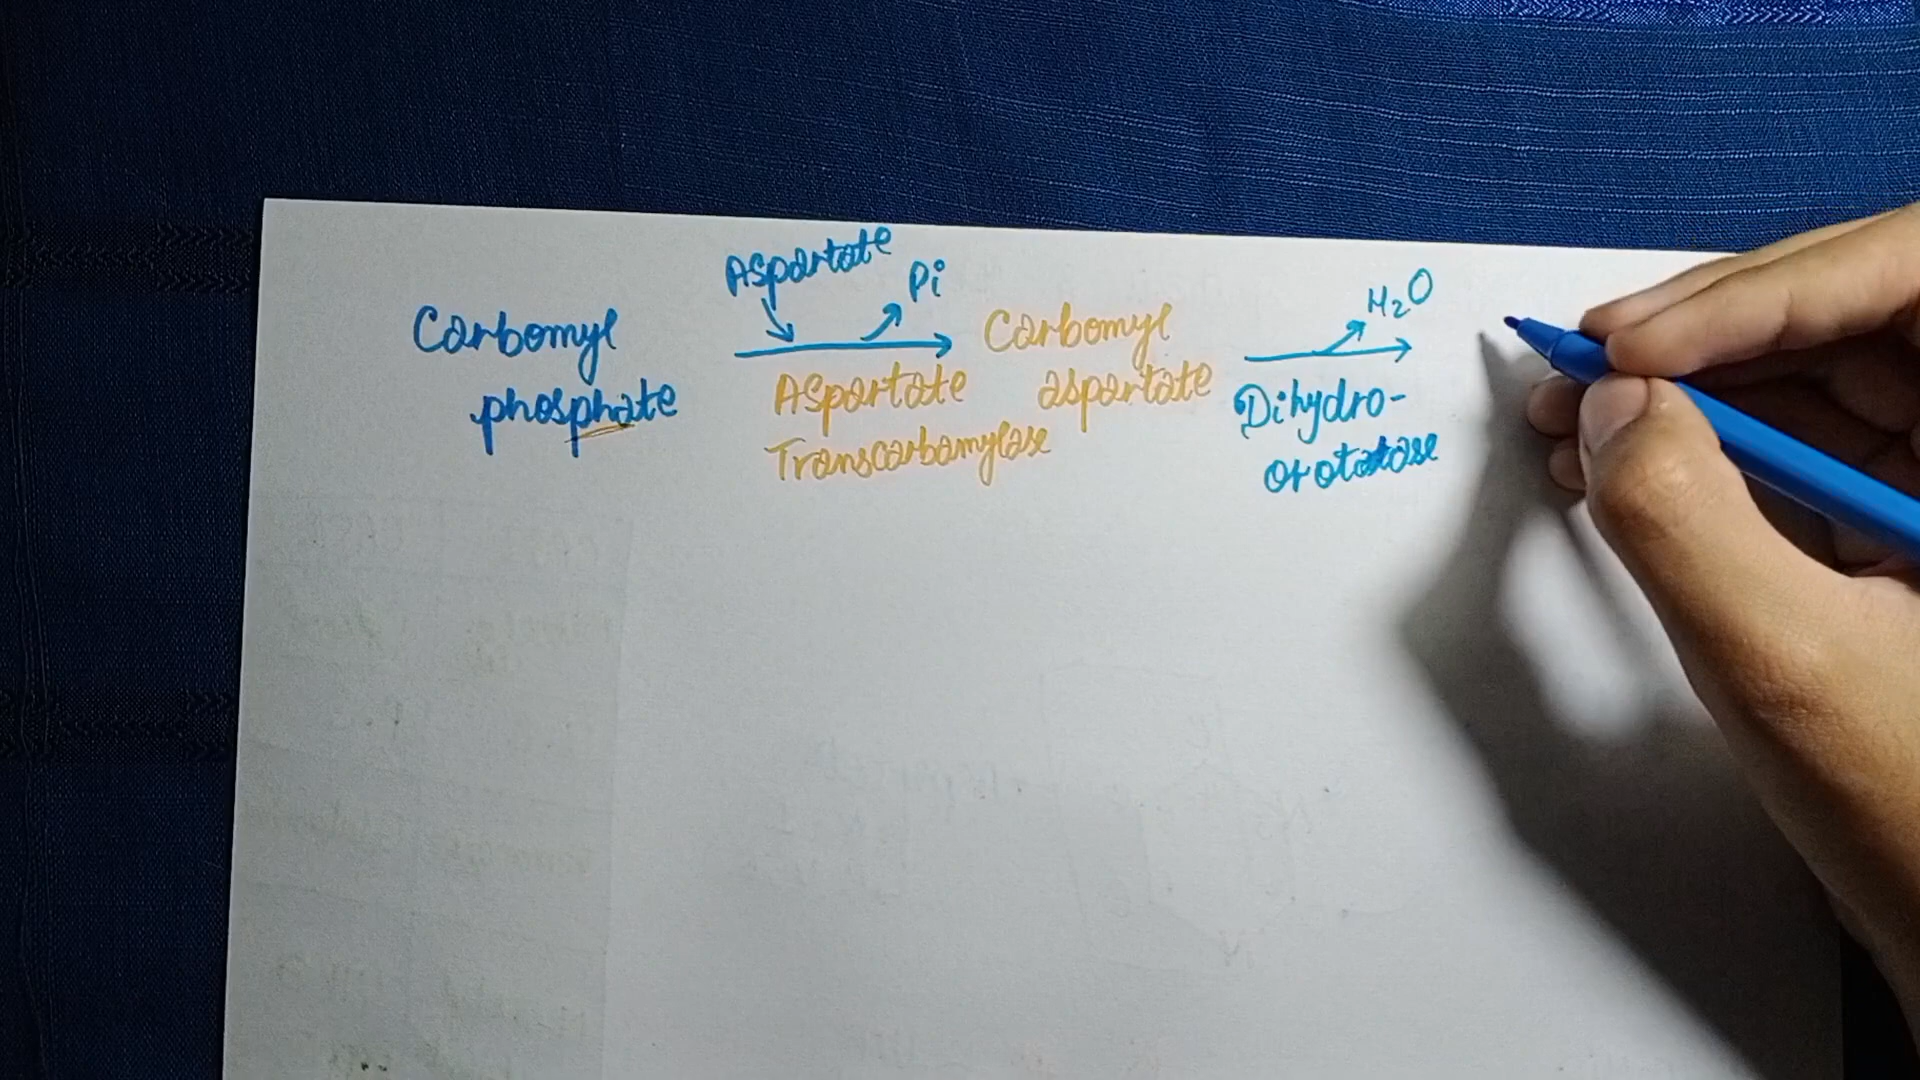 Aspartate
Pi
H2O
Carbomyl
phosphate
Carbomyl
aspartate
Aspartate
Transcarbamylase
Dihydro-
orotatase